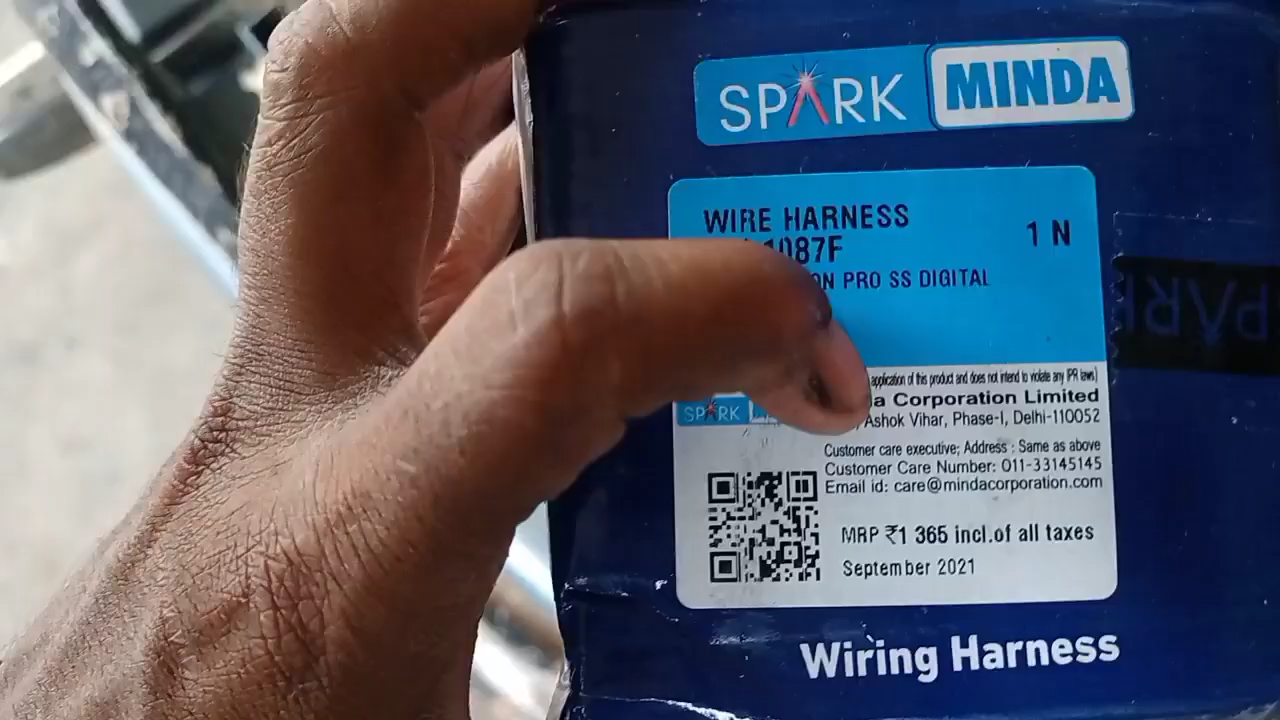 SPARK MINDA
WIRE HARNESS
1087F
1 N
PRO SS DIGITAL
application of this product and does not intend to violate any IPR laws)
Corporation Limited
Ashok Vihar, Phase-I, Delhi-110052
SPARK
Customer care executive; Address : Same as above
Customer Care Number: 011-33145145
Email id: care@mindacorporation.com
MRP ₹1 365 incl.of all taxes
September 2021
Wiring Harness
SPARK